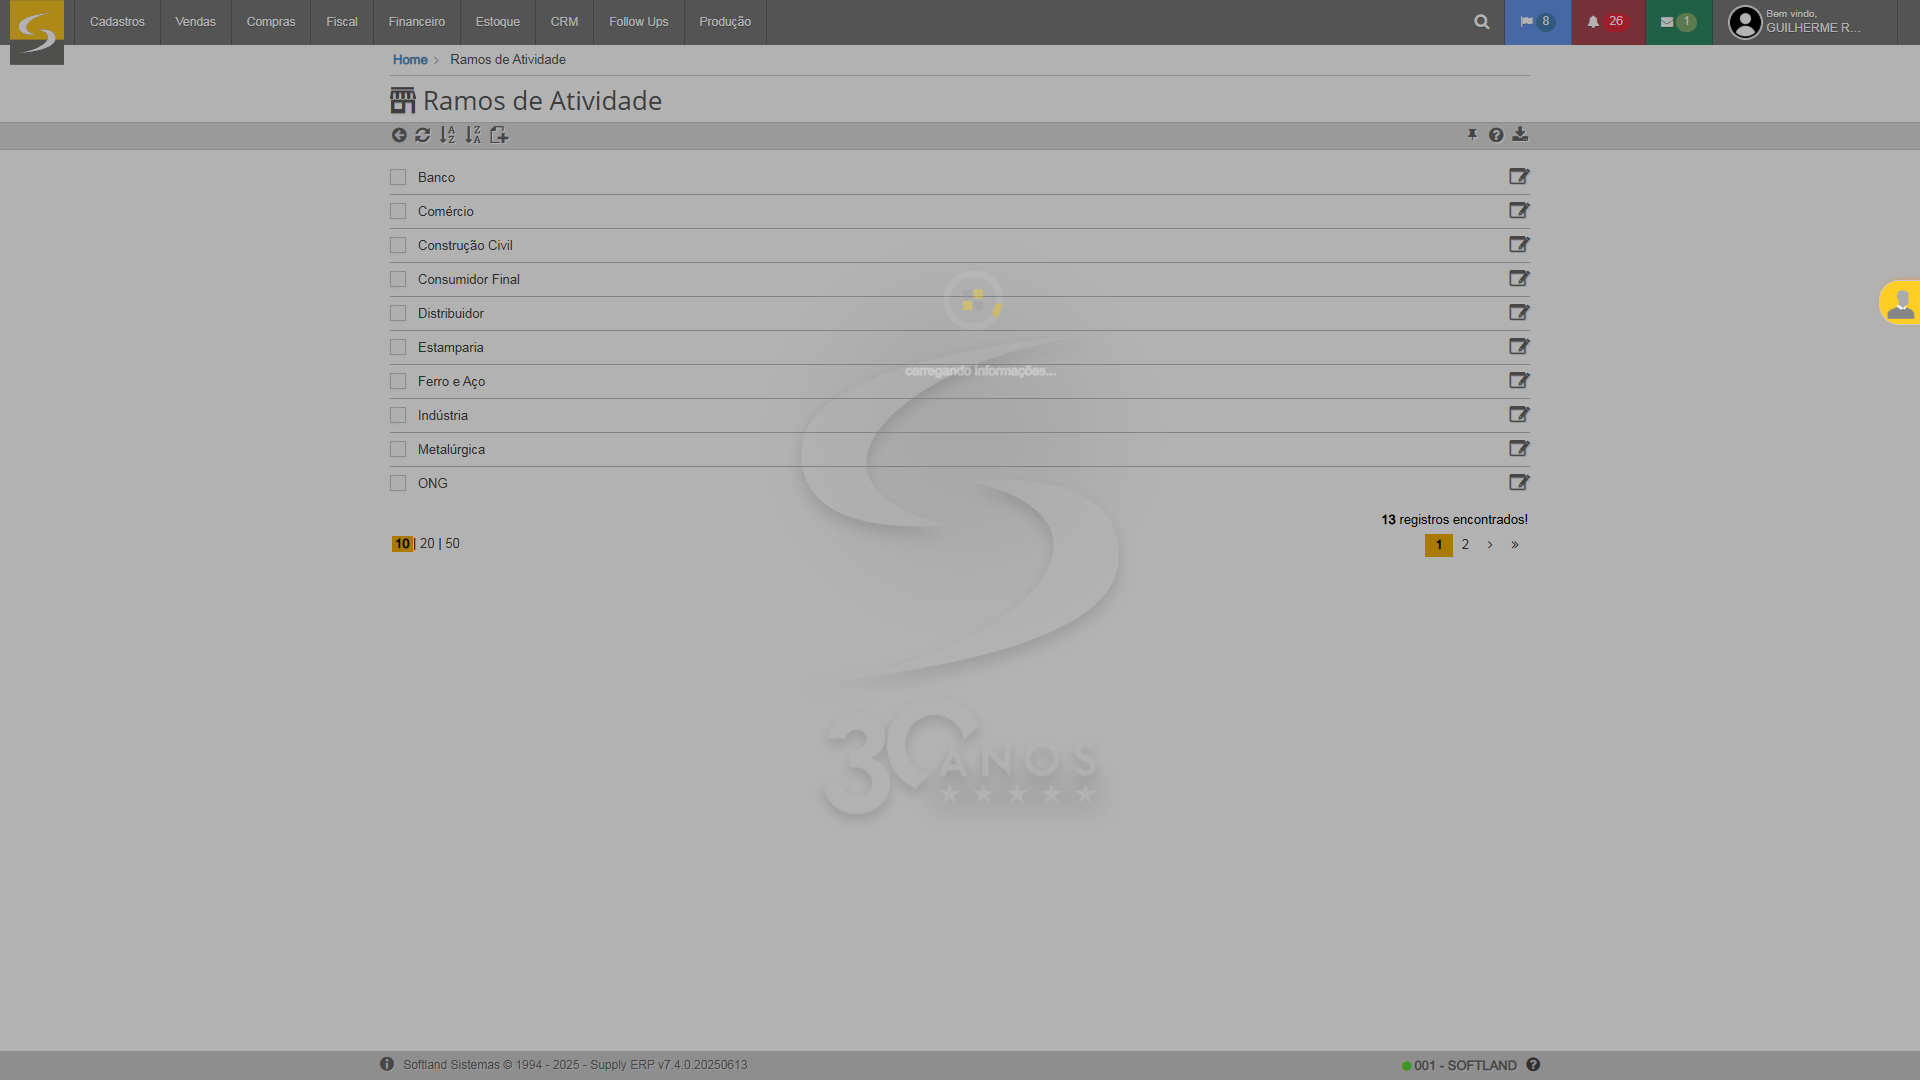 Cadastros Vendas Compras Fiscal Financeiro Estoque CRM Follow Ups Produção 8 26 1 Bem vindo,
GUILHERME R...
Home Ramos de Atividade
Ramos de Atividade
Banco
Comércio
Construção Civil
Consumidor Final
Distribuidor
Estamparia
carregando informações...
Ferro e Aço
Indústria
Metalúrgica
ONG
13 registros encontrados!
10 | 20 | 50
1 2 › »
30 ANOS
Softland Sistemas © 1994 - 2025 - Supply ERP v7.4.0.20250613
001 - SOFTLAND